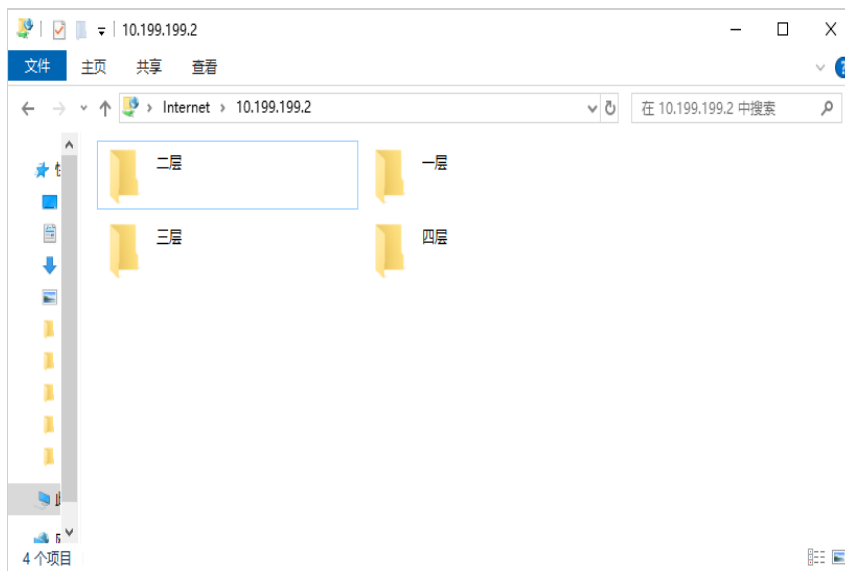 10.199.199.2
文件 主页 共享 查看
Internet 10.199.199.2 在 10.199.199.2 中搜索
二层 一层
三层 四层
4 个项目